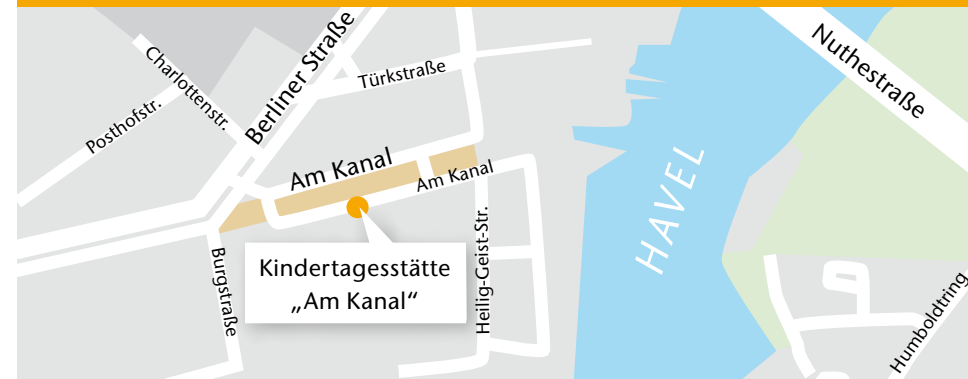 Berliner Straße
Nuthestraße
Charlottenstr.
Türkstraße
Posthofstr.
Am Kanal
Am Kanal
HAVEL
Kindertagesstätte
„Am Kanal“
Burgstraße
Heilig-Geist-Str.
Humboldtring